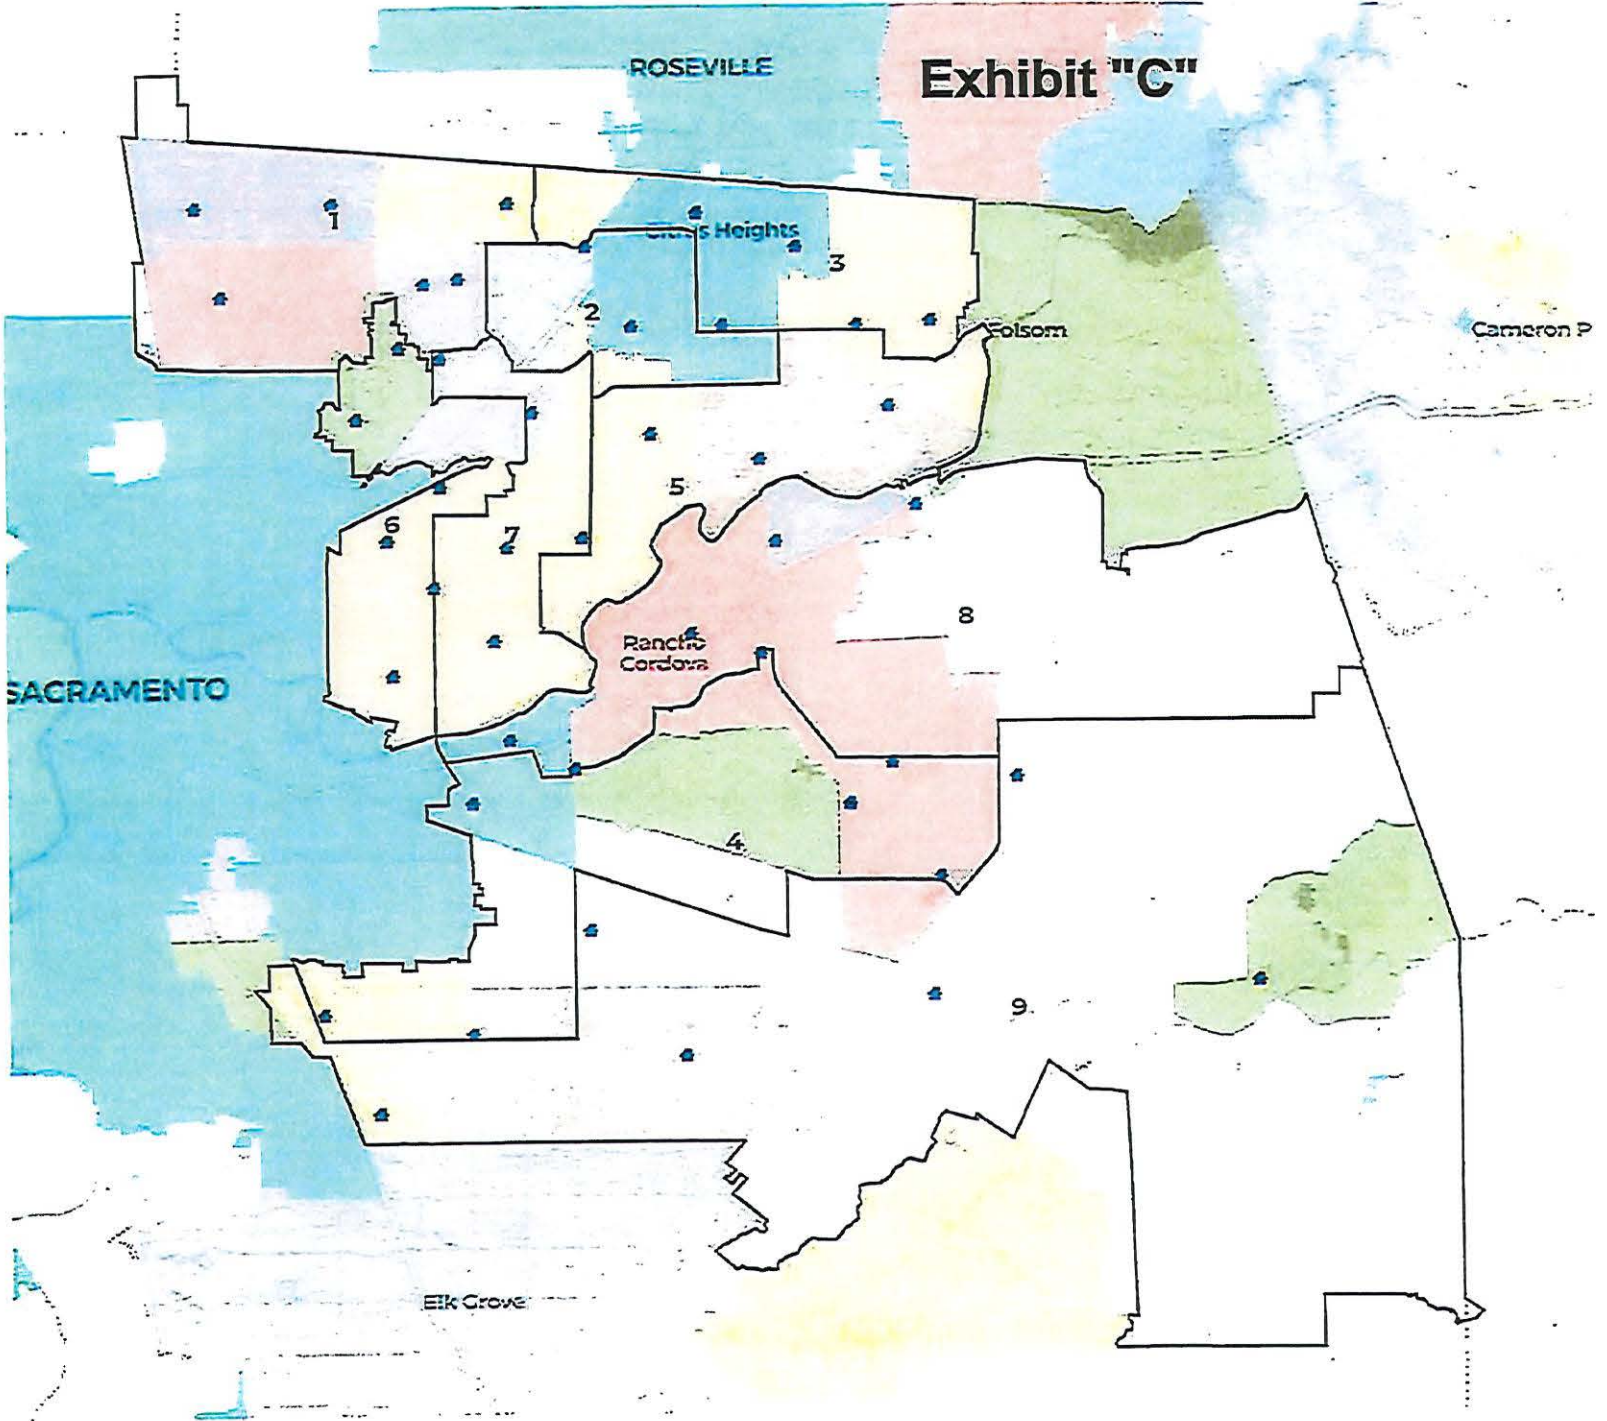 ROSEVILLE
Exhibit "C"
1
Citrus Heights
3
2
Folsom
Cameron P
5
6
7
8
Rancho
Cordova
SACRAMENTO
4
9
Elk Grove